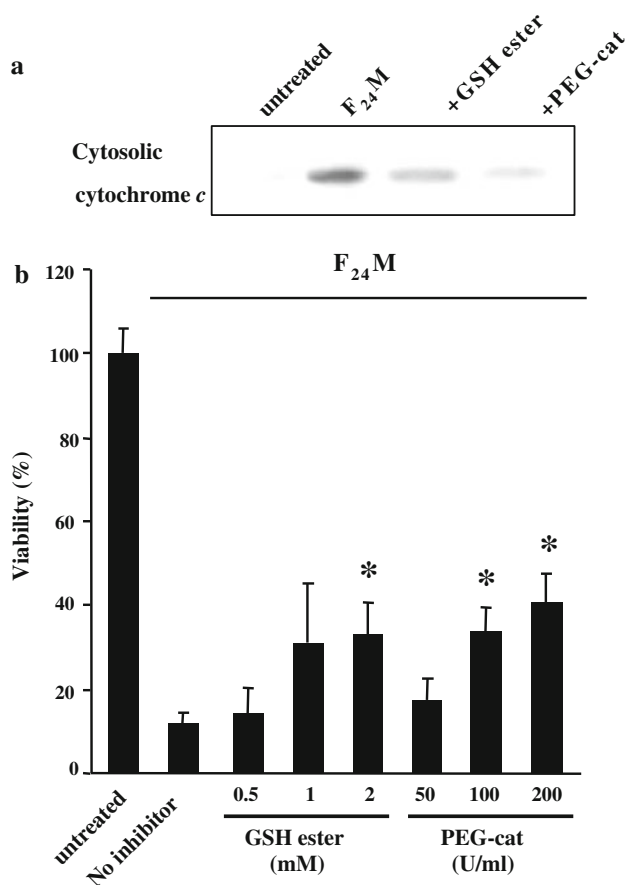 a
untreated
F24M
+GSH ester
+PEG-cat
Cytosolic
cytochrome c
b
F24M
120
100
80
60
40
20
0
Viability (%)
*
*
*
untreated
No inhibitor
0.5 1 2 50 100 200
GSH ester PEG-cat
(mM) (U/ml)